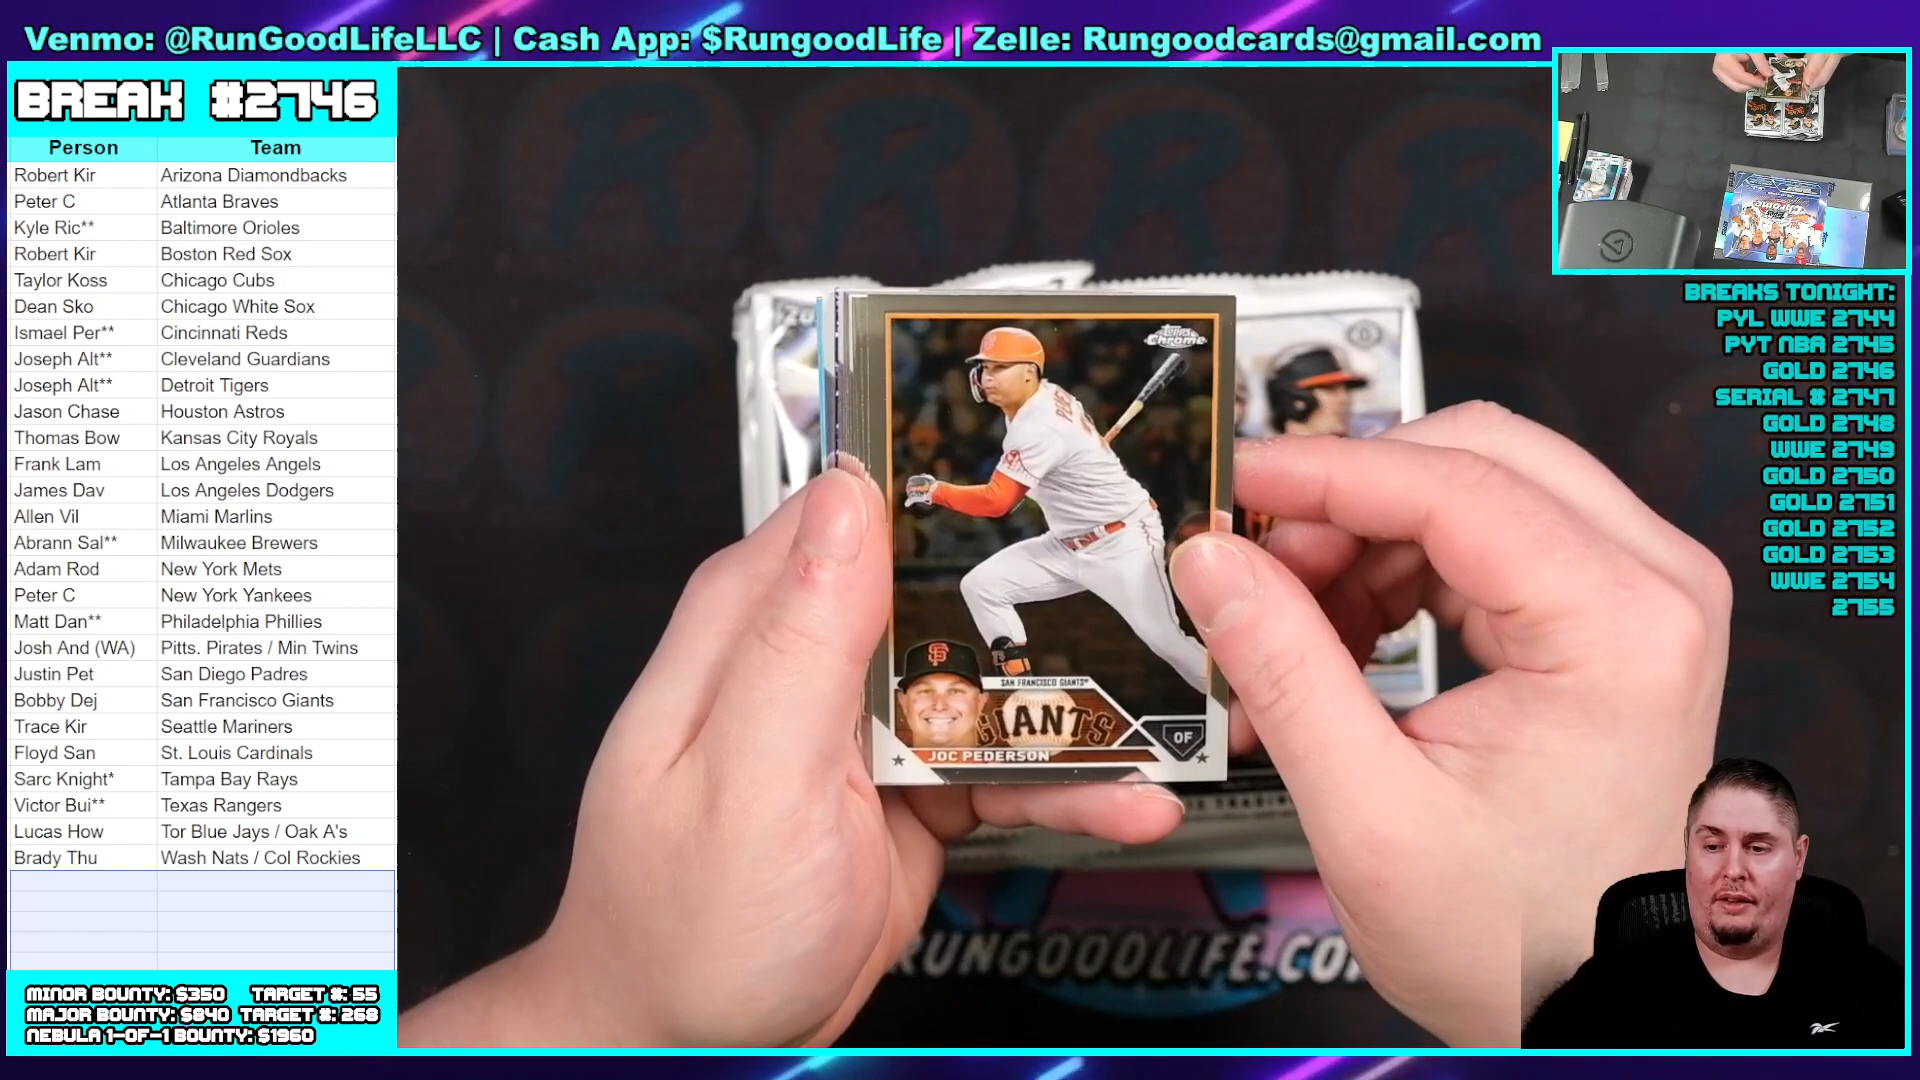 Venmo: @RunGoodLifeLLC | Cash App: $RungoodLife | Zelle: Rungoodcards@gmail.com
BREAK #2746
Person Team
Robert Kir Arizona Diamondbacks
Peter C Atlanta Braves
Kyle Ric** Baltimore Orioles
Robert Kir Boston Red Sox
Taylor Koss Chicago Cubs
Dean Sko Chicago White Sox
Ismael Per** Cincinnati Reds
Joseph Alt** Cleveland Guardians
Joseph Alt** Detroit Tigers
Jason Chase Houston Astros
Thomas Bow Kansas City Royals
Frank Lam Los Angeles Angels
James Dav Los Angeles Dodgers
Allen Vil Miami Marlins
Abrann Sal** Milwaukee Brewers
Adam Rod New York Mets
Peter C New York Yankees
Matt Dan** Philadelphia Phillies
Josh And (WA) Pitts. Pirates / Min Twins
Justin Pet San Diego Padres
Bobby Dej San Francisco Giants
Trace Kir Seattle Mariners
Floyd San St. Louis Cardinals
Sarc Knight* Tampa Bay Rays
Victor Bui** Texas Rangers
Lucas How Tor Blue Jays / Oak A's
Brady Thu Wash Nats / Col Rockies
MINOR BOUNTY: $350 TARGET #: 55
MAJOR BOUNTY: $840 TARGET #: 268
NEBULA 1-OF-1 BOUNTY: $1960
Topps
Chrome
SAN FRANCISCO GIANTS
GIANTS
OF
JOC PEDERSON
RUNGOODLIFE.CO
BREAKS TONIGHT:
PYL WWE 2744
PYT NBA 2745
GOLD 2746
SERIAL # 2747
GOLD 2748
WWE 2749
GOLD 2750
GOLD 2751
GOLD 2752
GOLD 2753
WWE 2754
2755